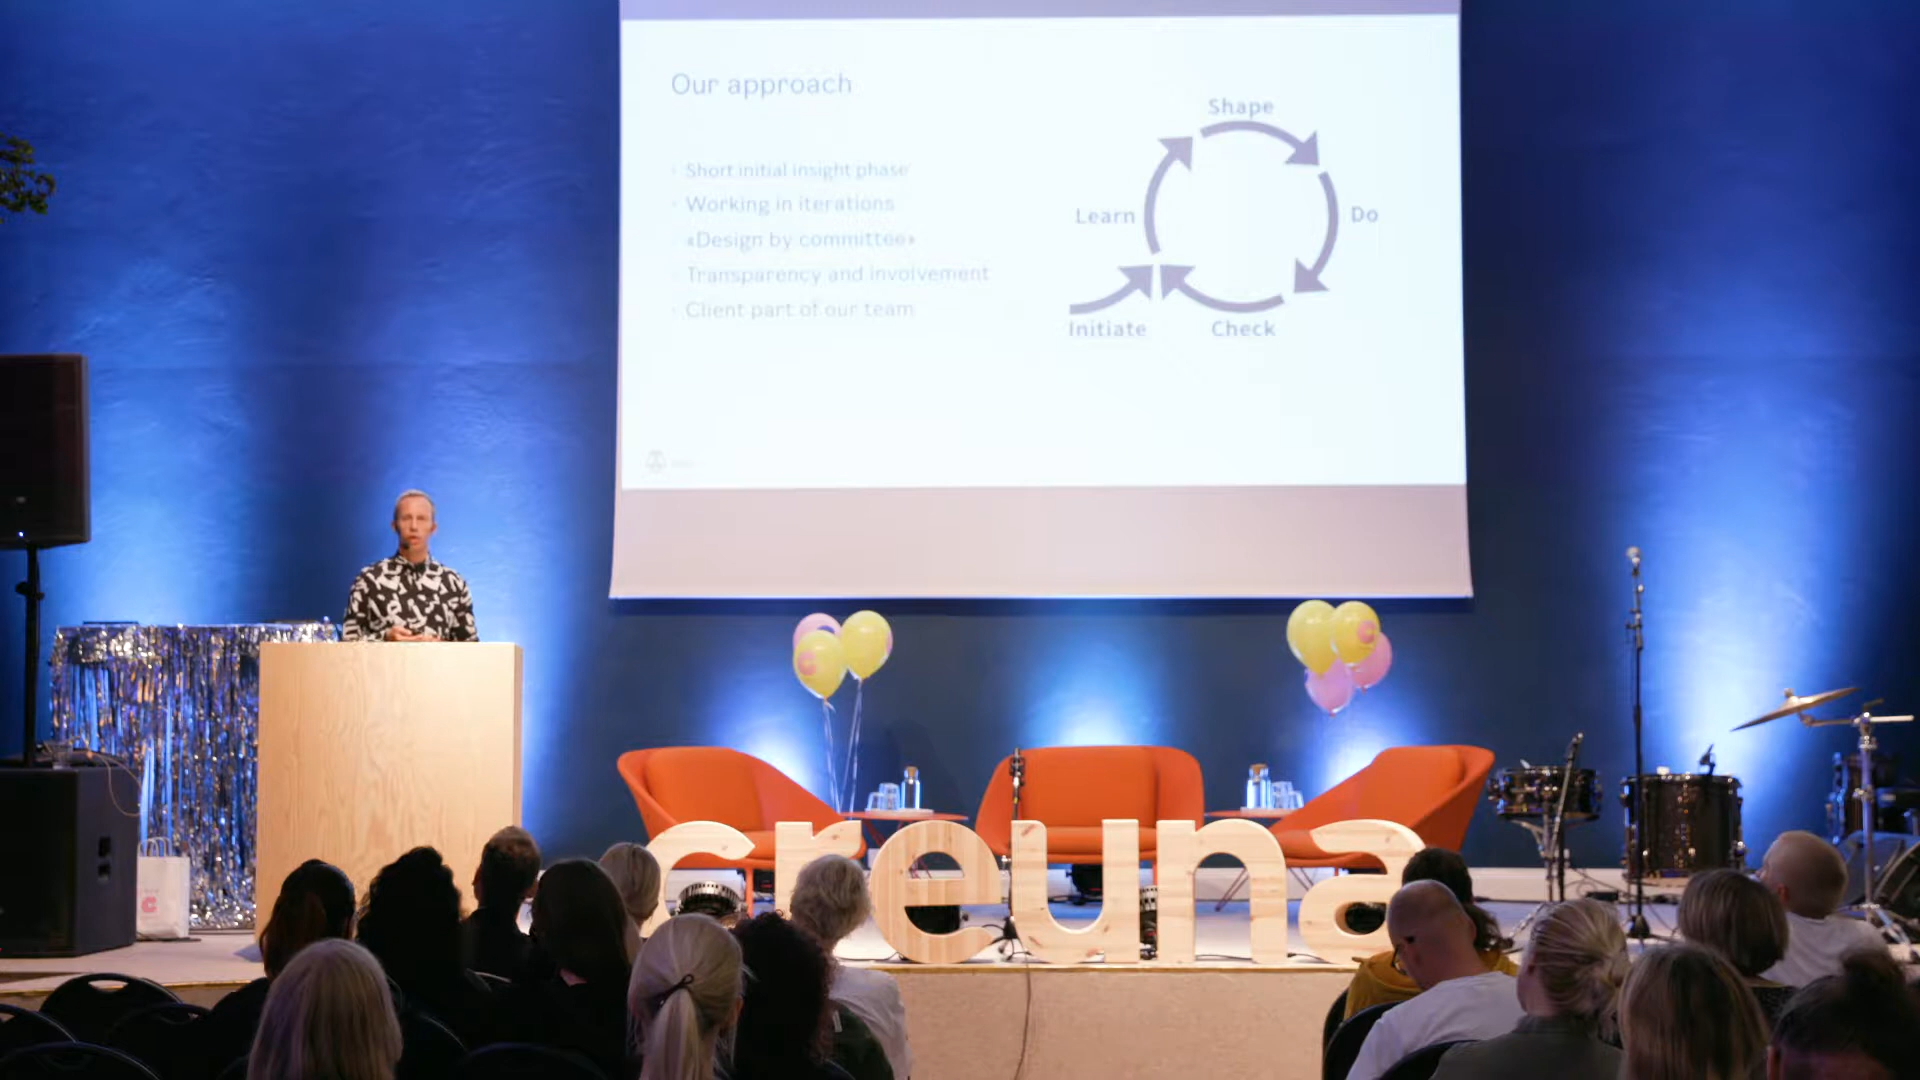 Our approach
Short initial insight phase
Working in iterations
«Design by committee»
Transparency and involvement
Client part of our team
Shape
Do
Check
Learn
Initiate
creuna